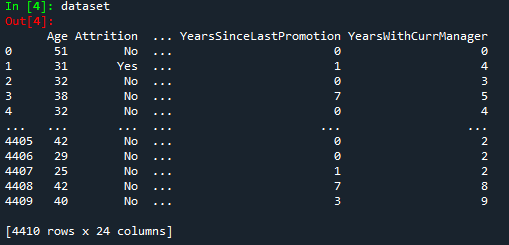 In [4]: dataset
Out[4]:
Age Attrition ... YearsSinceLastPromotion YearsWithCurrManager
0 51 No ... 0 0
1 31 Yes ... 1 4
2 32 No ... 0 3
3 38 No ... 7 5
4 32 No ... 0 4
... ... ... ... ... ...
4405 42 No ... 0 2
4406 29 No ... 0 2
4407 25 No ... 1 2
4408 42 No ... 7 8
4409 40 No ... 3 9
[4410 rows x 24 columns]